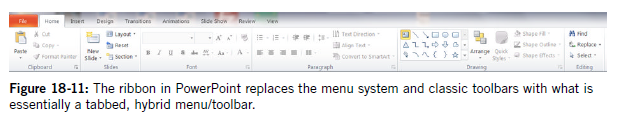 File Home Insert Design Transitions Animations Slide Show Review View
Cut Layout Text Direction Shape Fill Find
Copy Reset Align Text Shape Outline Replace
Paste Format Painter New Slide Section Convert to SmartArt Arrange Quick Styles Shape Effects Select
Clipboard Slides Font Paragraph Drawing Editing
Figure 18-11: The ribbon in PowerPoint replaces the menu system and classic toolbars with what is
essentially a tabbed, hybrid menu/toolbar.